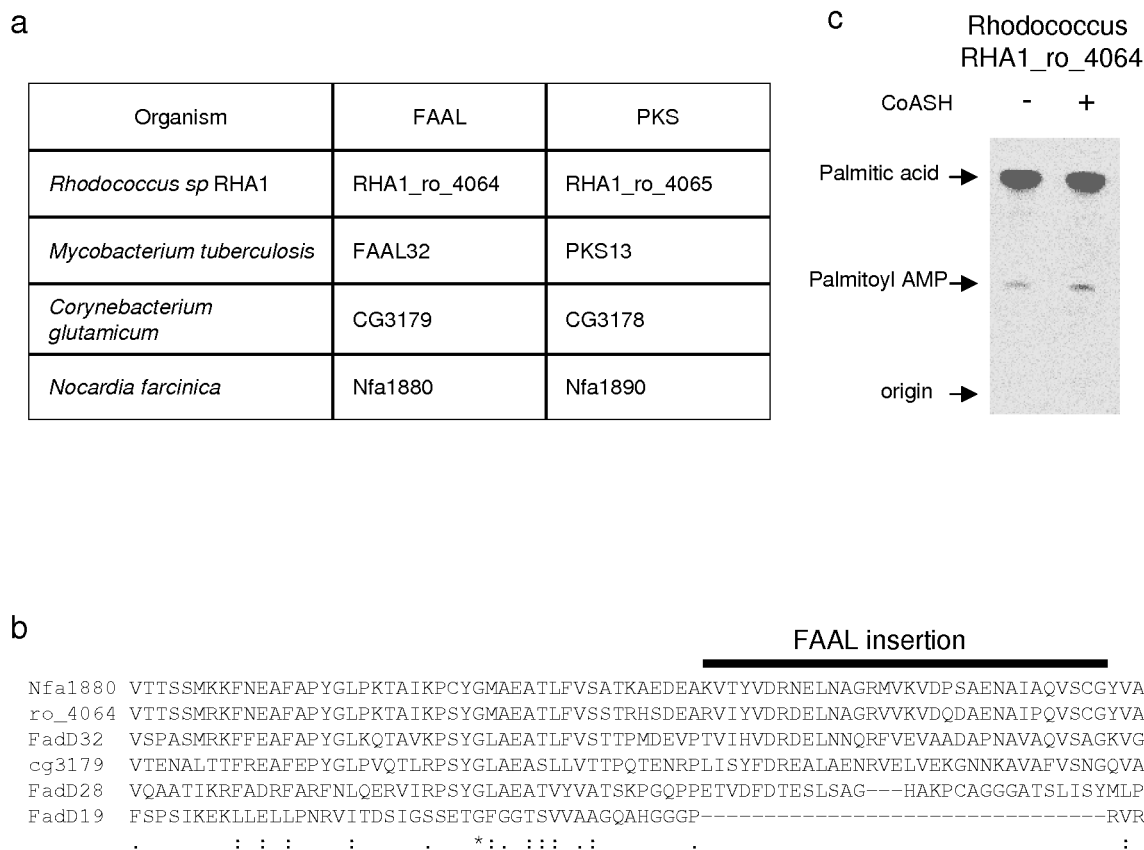 a
Organism FAAL PKS
Rhodococcus sp RHA1 RHA1_ro_4064 RHA1_ro_4065
Mycobacterium tuberculosis FAAL32 PKS13
Corynebacterium glutamicum CG3179 CG3178
Nocardia farcinica Nfa1880 Nfa1890
c
Rhodococcus
RHA1_ro_4064
CoASH - +
Palmitic acid
Palmitoyl AMP
origin
b
FAAL insertion
Nfa1880 VTTSSMKKFNEAFAPYGLPKTAIKPCYGMAEATLFVSATKAEDEAKVTYVDRNELNAGRMVKVDPSAENAIAQVSCGYVA
ro_4064 VTTSSMRKFNEAFAPYGLPKTAIKPSYGMAEATLFVSSTRHSDEARVIYVDRDELNAGRVVKVDQDAENAIPQVSCGYVA
FadD32 VSPASMRKFFEAFAPYGLKQTAVKPSYGLAEATLFVSTTPMDEVPTVIHVDRDELNNQRFVEVAADAPNAVAQVSAGKVG
cg3179 VTENALTTFREAFEPYGLPVQTLRPSYGLAEASLLVTTPQTENRPLISYFDREALAENRVELVEKGNNKAVAFVSNGQVA
FadD28 VQAATIKRFADRFARFNLQERVIRPSYGLAEATVYVATSKPGQPPETVDFDTESLSAG---HAKPCAGGGATSLISYMLP
FadD19 FSPSIKEKLLELLPNRVITDSIGSSETGFGGTSVVAAGQAHGGGP--------------------------------RVR
. : : : : . *:. ::: .: . :